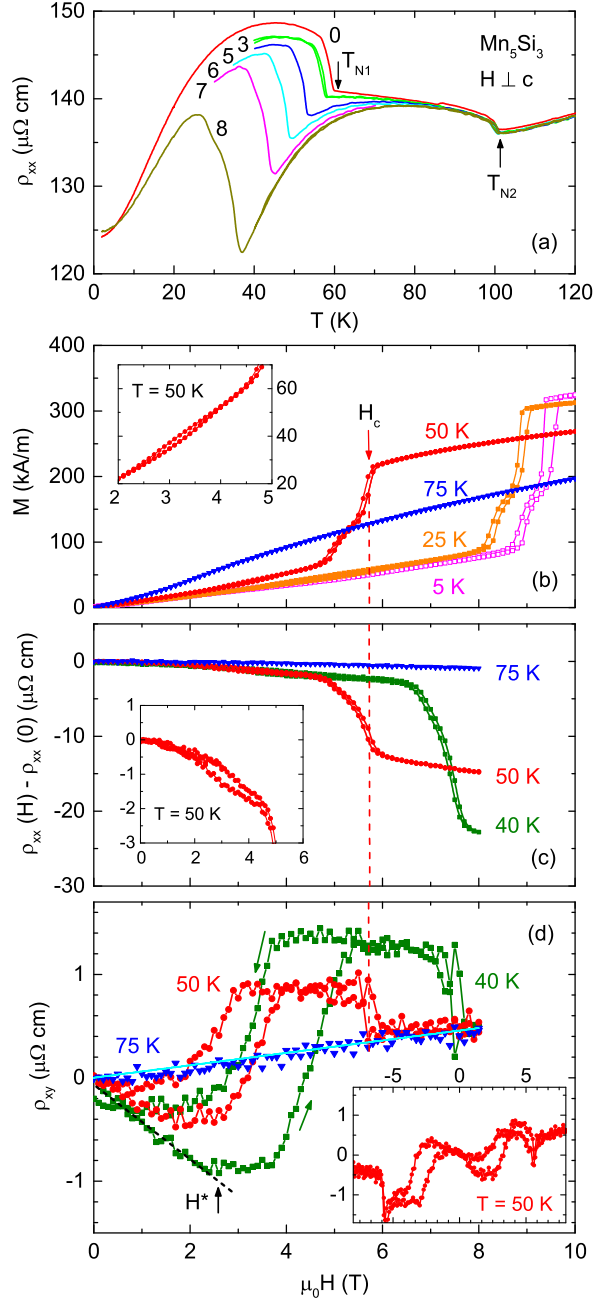 150
145
140
135
130
125
120
ρxx (μΩ cm)
0
3
5
6
7
8
TN1
Mn5Si3
H ⊥ c
TN2
(a)
0 20 40 60 80 100 120
T (K)
400
300
200
100
0
M (kA/m)
T = 50 K
60
40
20
2 3 4 5
Hc
50 K
75 K
25 K
5 K
(b)
0
-10
-20
-30
ρxx (H) - ρxx (0) (μΩ cm)
75 K
50 K
40 K
1
0
-1
-2
-3
T = 50 K
0 2 4 6
(c)
1
0
-1
ρxy (μΩ cm)
(d)
50 K
40 K
75 K
H*
-5 0 5
1
0
-1
T = 50 K
0 2 4 6 8 10
μ0H (T)